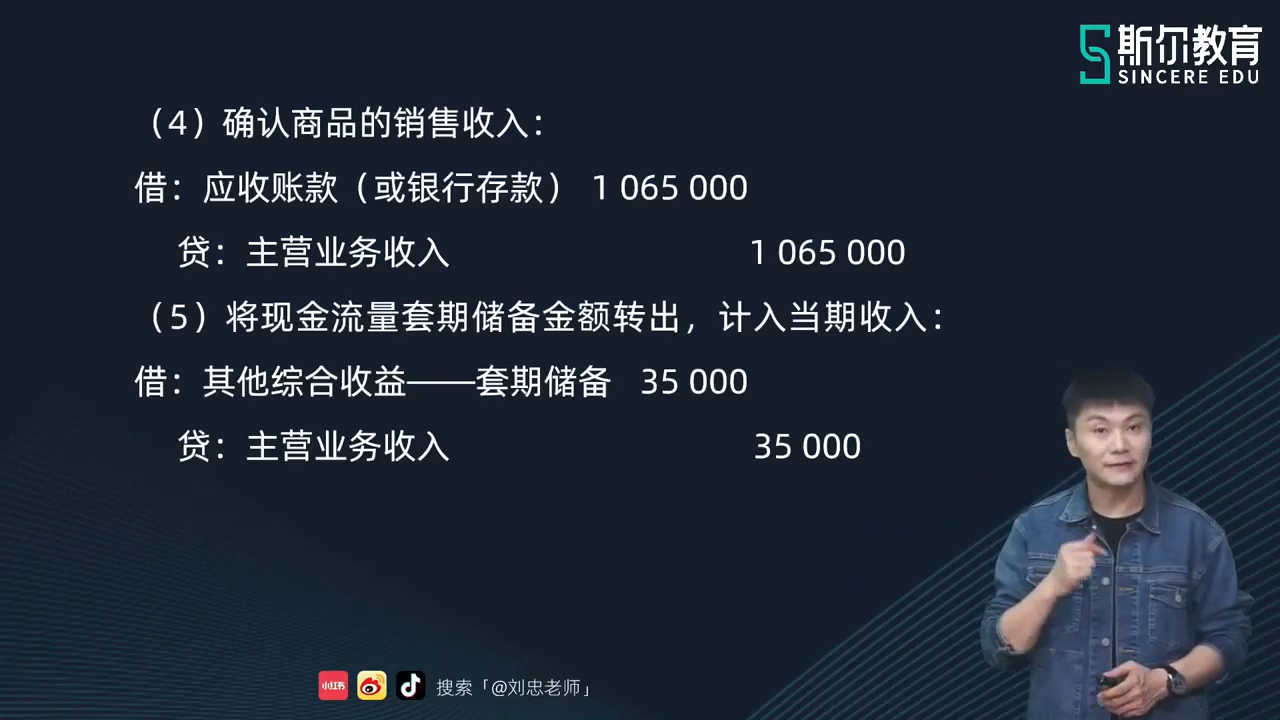 斯尔教育
SINCERE EDU
（4）确认商品的销售收入：
借：应收账款（或银行存款） 1 065 000
贷：主营业务收入 1 065 000
（5）将现金流量套期储备金额转出，计入当期收入：
借：其他综合收益——套期储备 35 000
贷：主营业务收入 35 000
小红书 搜索「@刘忠老师」